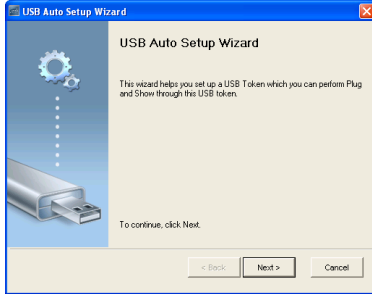 USB Auto Setup Wizard
USB Auto Setup Wizard
This wizard helps you set up a USB Token which you can perform Plug
and Show through this USB token.
To continue, click Next.
< Back
Next >
Cancel